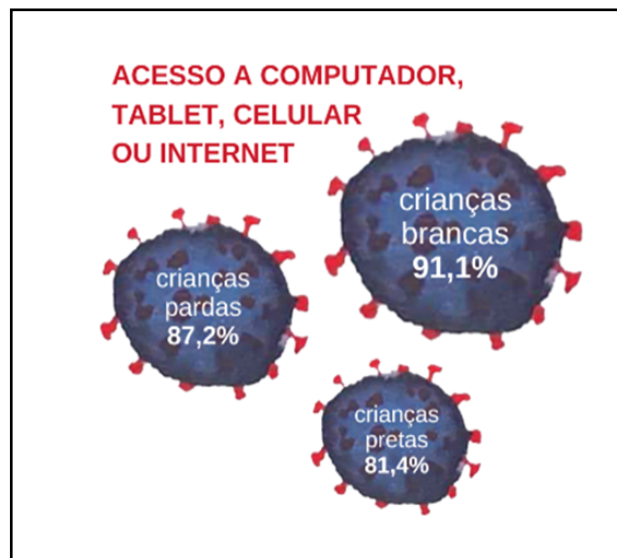 ACESSO A COMPUTADOR,
TABLET, CELULAR
OU INTERNET
crianças
brancas
91,1%
crianças
pardas
87,2%
crianças
pretas
81,4%